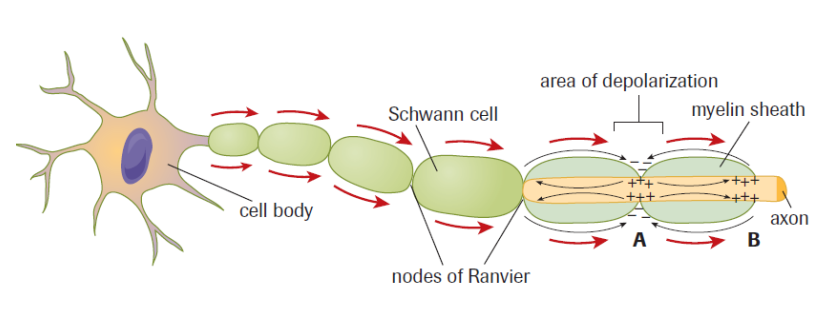 area of depolarization
Schwann cell
myelin sheath
cell body
axon
A
B
nodes of Ranvier